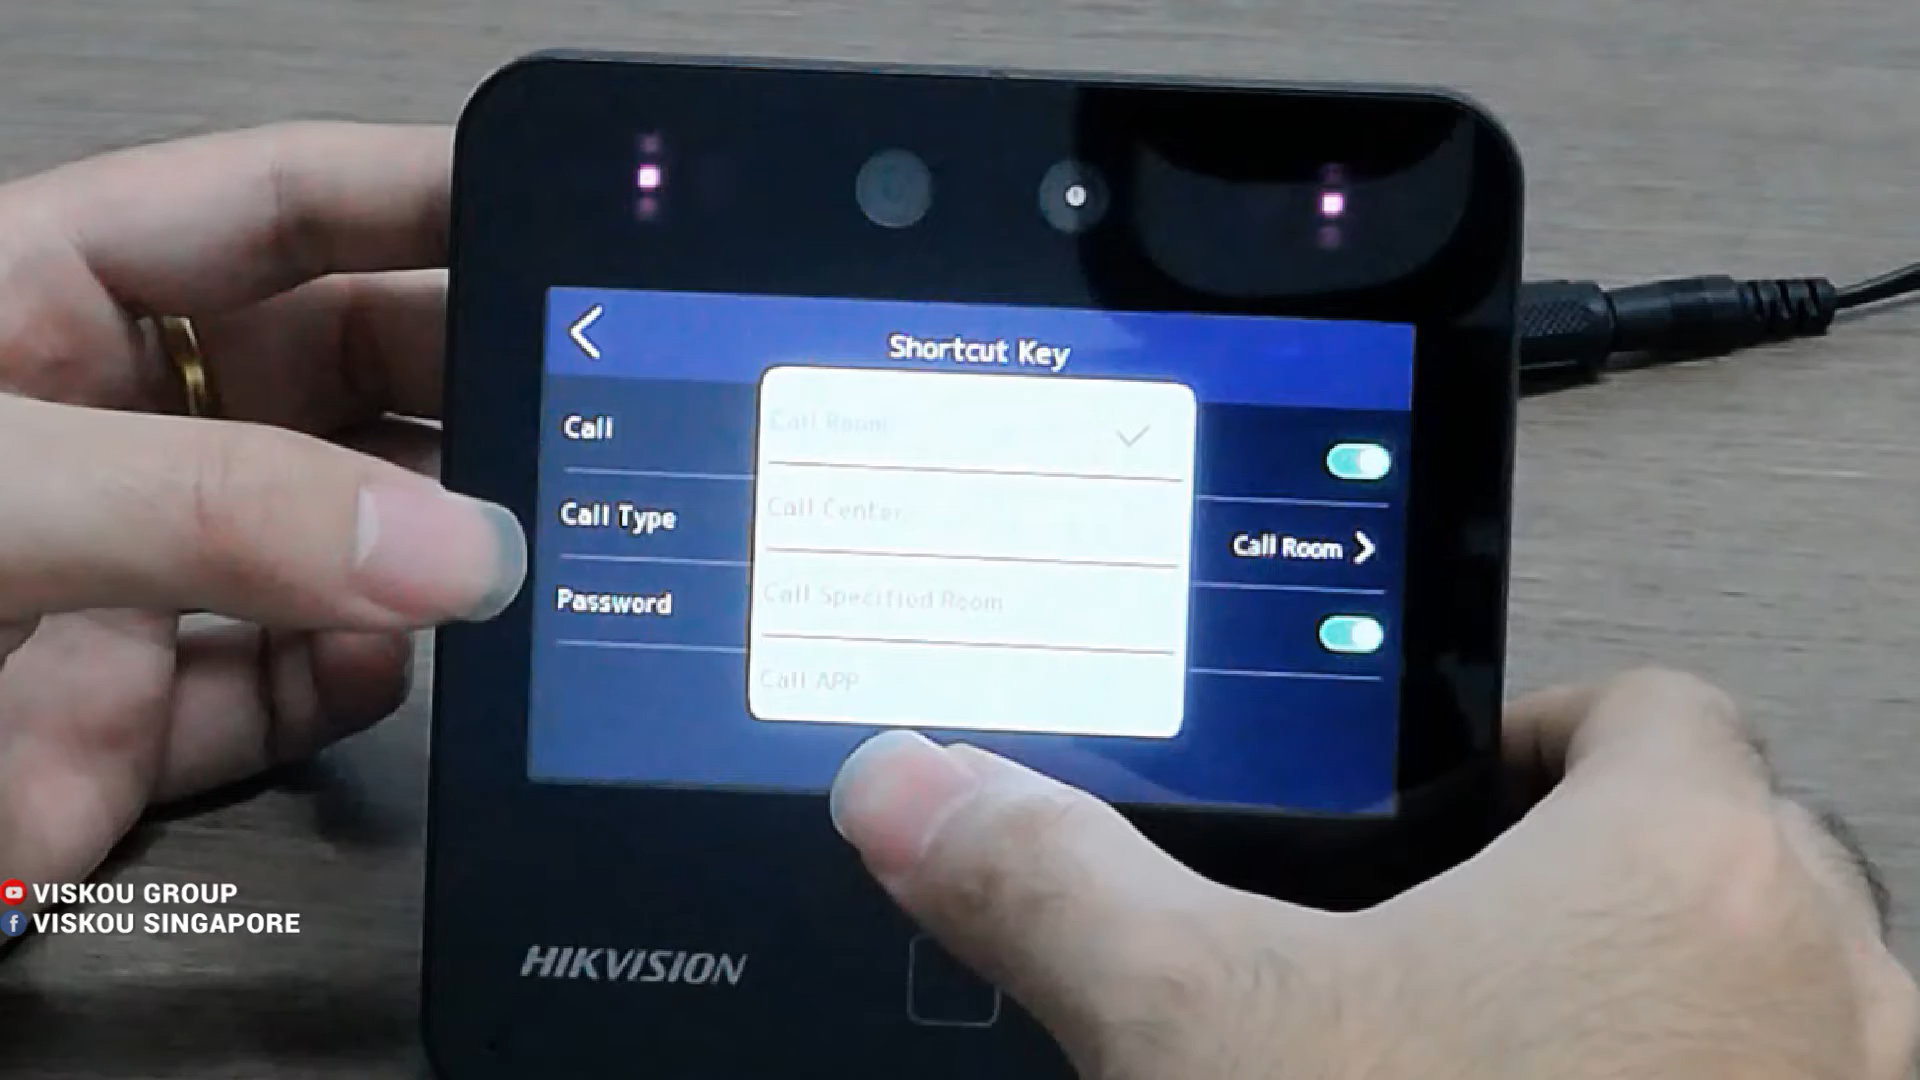 Shortcut Key
Call
Call Type
Call Room
Password
Call Room
Call Center
Call Specified Room
Call APP
HIKVISION
VISKOU GROUP
VISKOU SINGAPORE